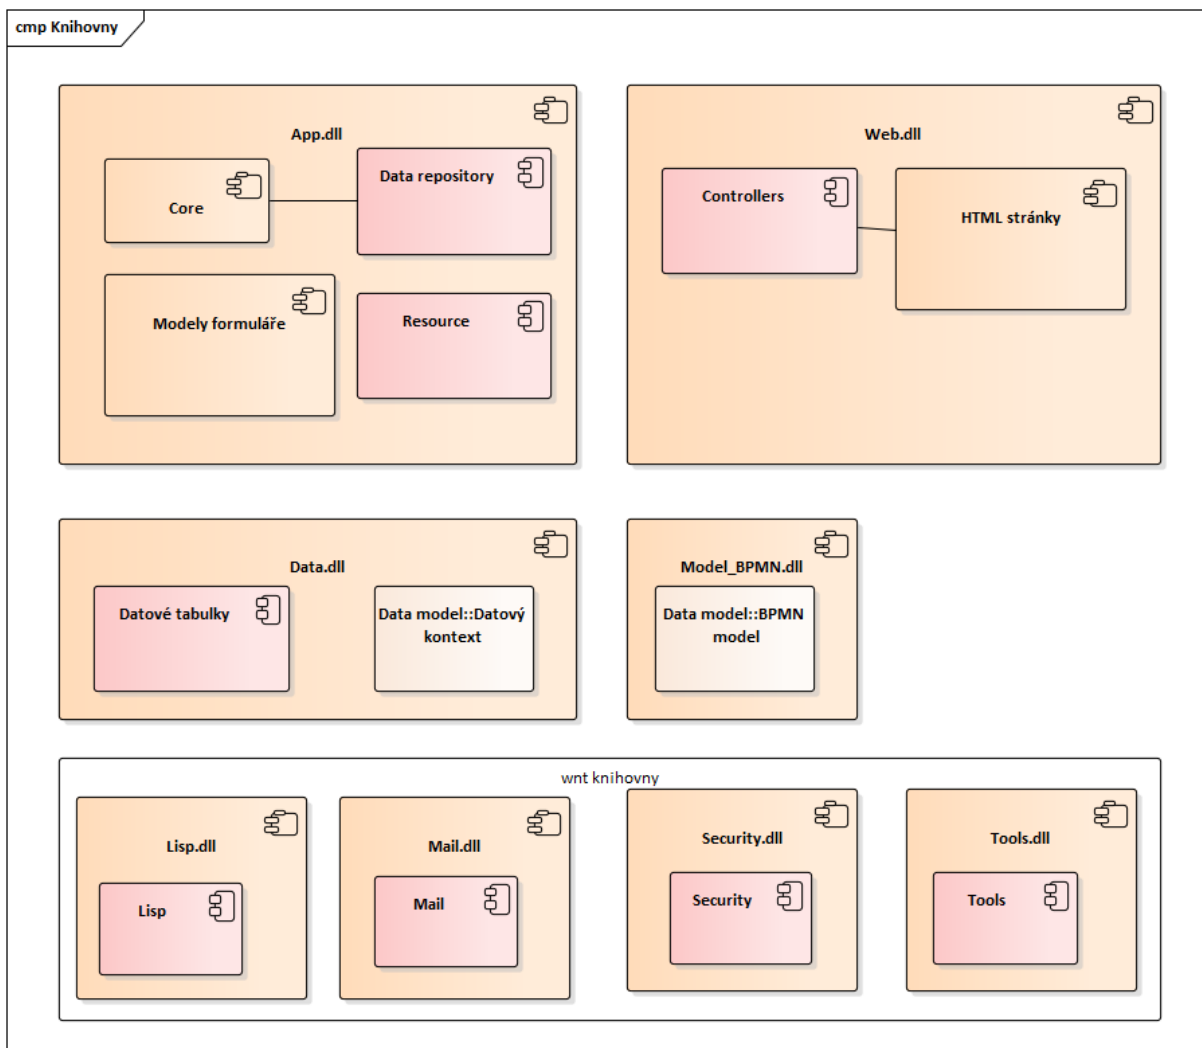 cmp Knihovny
App.dll
Core
Data repository
Modely formuláře
Resource
Web.dll
Controllers
HTML stránky
Data.dll
Datové tabulky
Data model::Datový
kontext
Model_BPMN.dll
Data model::BPMN
model
wnt knihovny
Lisp.dll
Lisp
Mail.dll
Mail
Security.dll
Security
Tools.dll
Tools